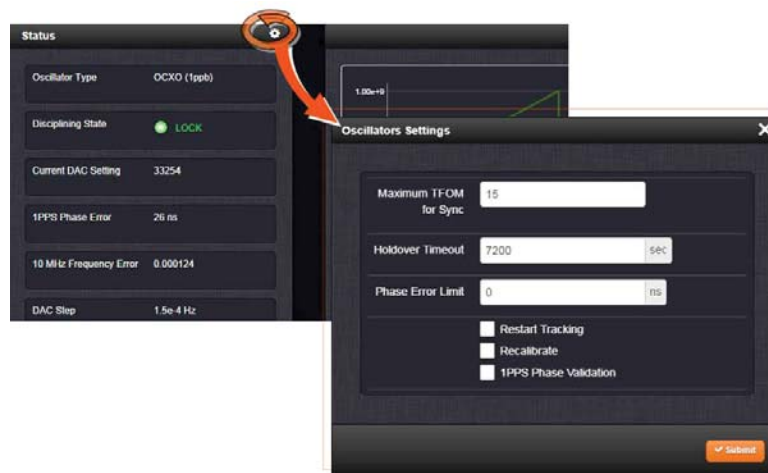 Status
Oscillator Type OCXO (1ppb)
Disciplining State LOCK
Current DAC Setting 33254
1PPS Phase Error 26 ns
10 MHz Frequency Error 0.000124
DAC Step 1.5e-4 Hz
1.00e+9
Oscillators Settings
Maximum TFOM
for Sync
15
Holdover Timeout 7200 sec
Phase Error Limit 0 ns
Restart Tracking
Recalibrate
1PPS Phase Validation
Submit